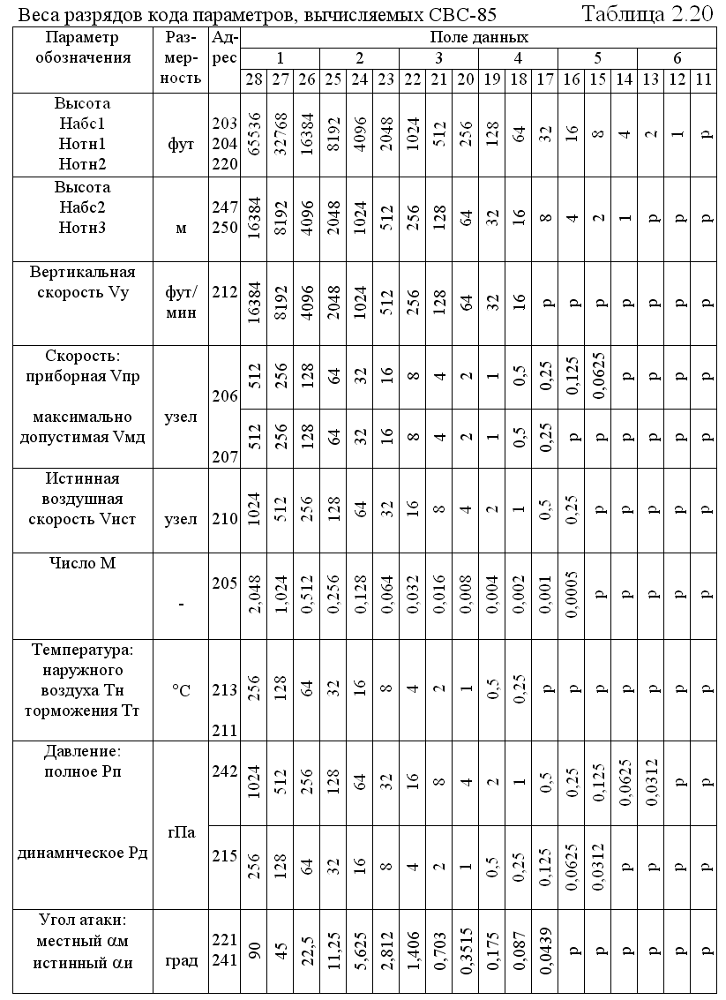 Веса разрядов кода параметров, вычисляемых СВС-85 Таблица 2.20
Параметр обозначения Раз-мер-ность Ад-рес Поле данных
1 2 3 4 5 6
28 27 26 25 24 23 22 21 20 19 18 17 16 15 14 13 12 11
Высота
Набс1 203
Нотн1 фут 204 65536 32768 16384 8192 4096 2048 1024 512 256 128 64 32 16 8 4 2 1 р
Нотн2 220
Высота
Набс2 247
Нотн3 м 250 16384 8192 4096 2048 1024 512 256 128 64 32 16 8 4 2 1 р р р
Вертикальная
скорость Vу фут/мин 212 16384 8192 4096 2048 1024 512 256 128 64 32 16 р р р р р р р
Скорость:
приборная Vпр 206 512 256 128 64 32 16 8 4 2 1 0,5 0,25 0,125 0,0625 р р р р
узел
максимально
допустимая Vмд 207 512 256 128 64 32 16 8 4 2 1 0,5 0,25 р р р р р р
Истинная
воздушная
скорость Vист узел 210 1024 512 256 128 64 32 16 8 4 2 1 0,5 0,25 р р р р р
Число М - 205 2,048 1,024 0,512 0,256 0,128 0,064 0,032 0,016 0,008 0,004 0,002 0,001 0,0005 р р р р р
Температура:
наружного
воздуха Тн °С 213 256 128 64 32 16 8 4 2 1 0,5 0,25 р р р р р р р
торможения Тт 211
Давление:
полное Рп 242 1024 512 256 128 64 32 16 8 4 2 1 0,5 0,25 0,125 0,0625 0,0312 р р
гПа
динамическое Рд 215 256 128 64 32 16 8 4 2 1 0,5 0,25 0,125 0,0625 0,0312 р р р р
Угол атаки:
местный αм 221
истинный αи град 241 90 45 22,5 11,25 5,625 2,812 1,406 0,703 0,3515 0,175 0,087 0,0439 р р р р р р